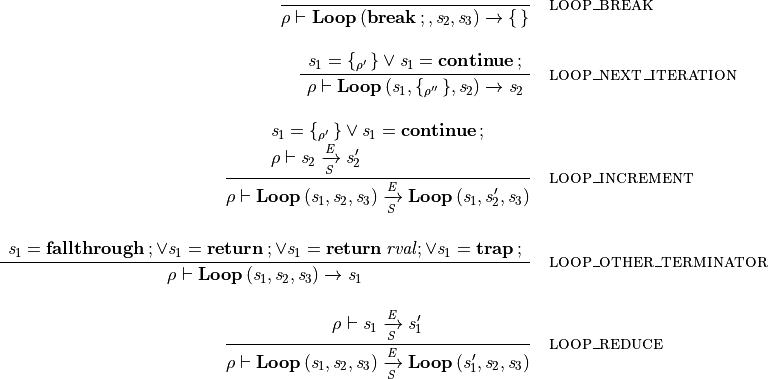 ρ ⊢ Loop (break ; , s₂, s₃) → { } LOOP_BREAK
s₁ = {ρ′ } ∨ s₁ = continue ;
ρ ⊢ Loop (s₁, {ρ″ }, s₂) → s₂ LOOP_NEXT_ITERATION
s₁ = {ρ′ } ∨ s₁ = continue ;
ρ ⊢ s₂ —E/S→ s₂′
ρ ⊢ Loop (s₁, s₂, s₃) —E/S→ Loop (s₁, s₂′, s₃) LOOP_INCREMENT
s₁ = fallthrough ; ∨s₁ = return ; ∨s₁ = return rval; ∨s₁ = trap ;
ρ ⊢ Loop (s₁, s₂, s₃) → s₁ LOOP_OTHER_TERMINATOR
ρ ⊢ s₁ —E/S→ s₁′
ρ ⊢ Loop (s₁, s₂, s₃) —E/S→ Loop (s₁′, s₂, s₃) LOOP_REDUCE